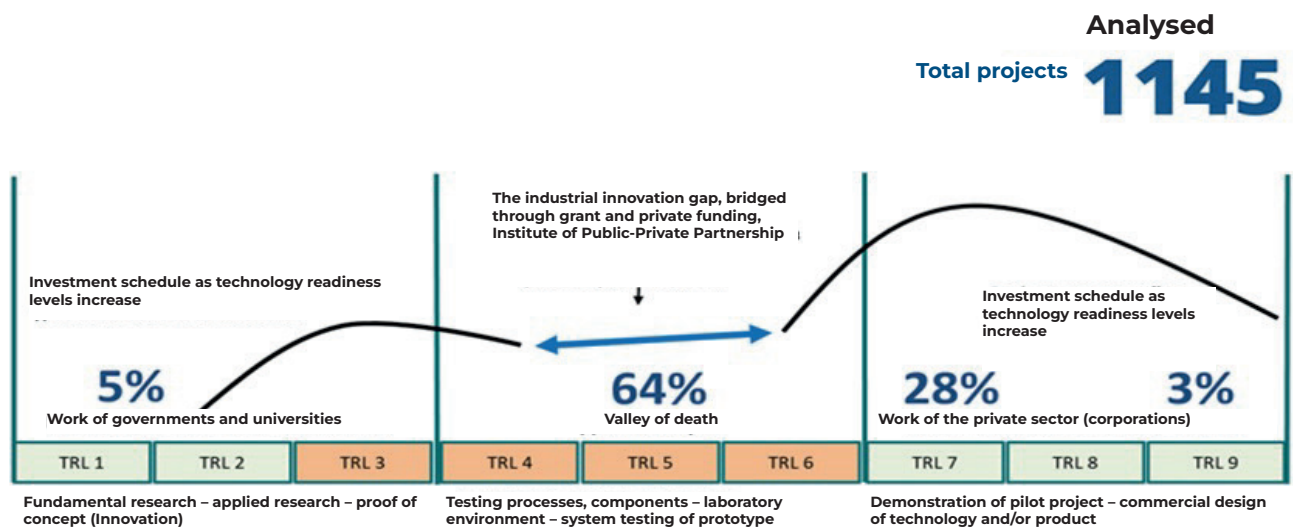 Analysed
Total projects 1145
The industrial innovation gap, bridged
through grant and private funding,
Institute of Public-Private Partnership
Investment schedule as technology readiness
levels increase
Investment schedule as
technology readiness levels
increase
5%
64%
28%
3%
Work of governments and universities
Valley of death
Work of the private sector (corporations)
TRL 1
TRL 2
TRL 3
TRL 4
TRL 5
TRL 6
TRL 7
TRL 8
TRL 9
Fundamental research – applied research – proof of
concept (Innovation)
Testing processes, components – laboratory
environment – system testing of prototype
Demonstration of pilot project – commercial design
of technology and/or product